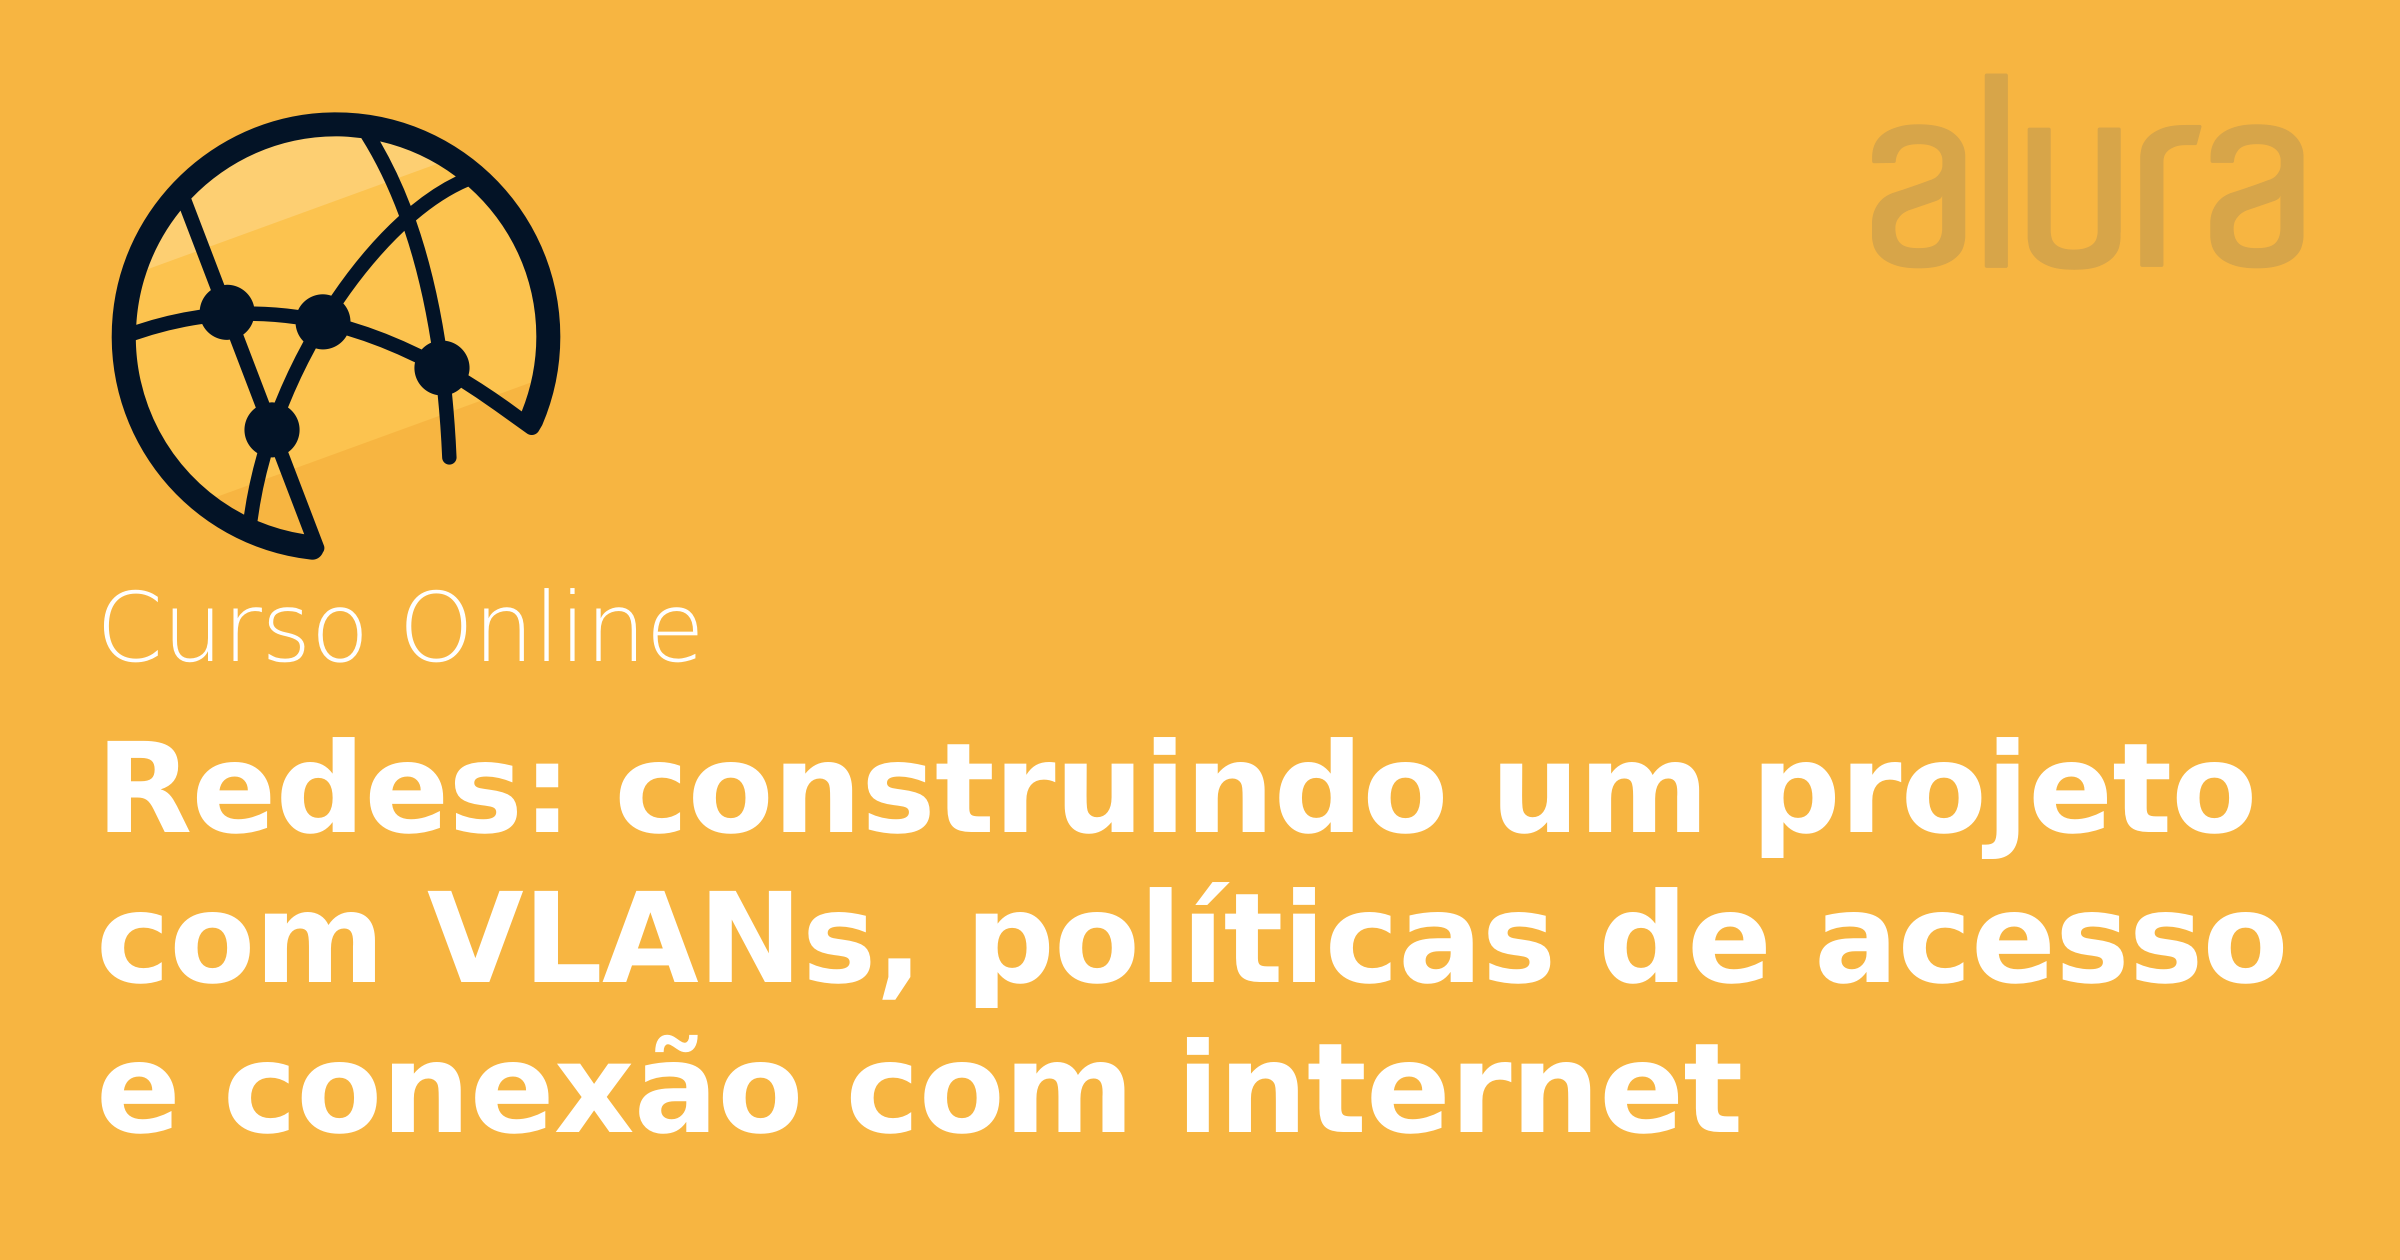 alura
Curso Online
Redes: construindo um projeto
com VLANs, políticas de acesso
e conexão com internet